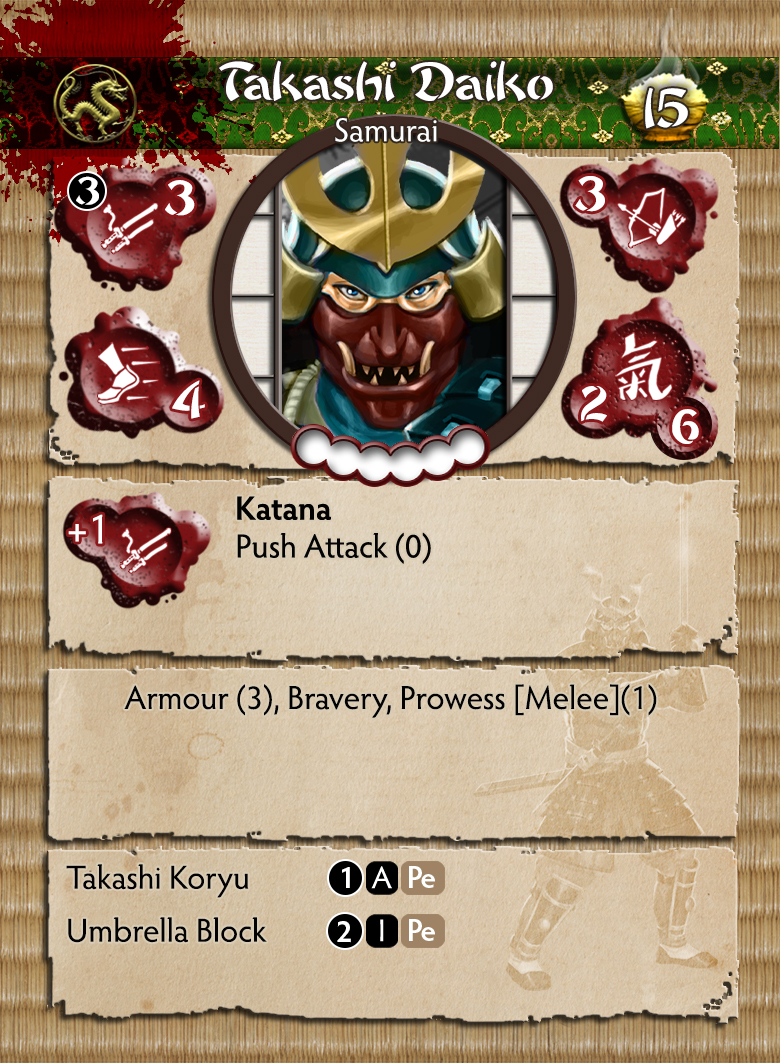 Takashi Daiko
15
Samurai
3 3
3
4
氣
2 6
+1
Katana
Push Attack (0)
Armour (3), Bravery, Prowess [Melee](1)
Takashi Koryu 1 A Pe
Umbrella Block 2 I Pe